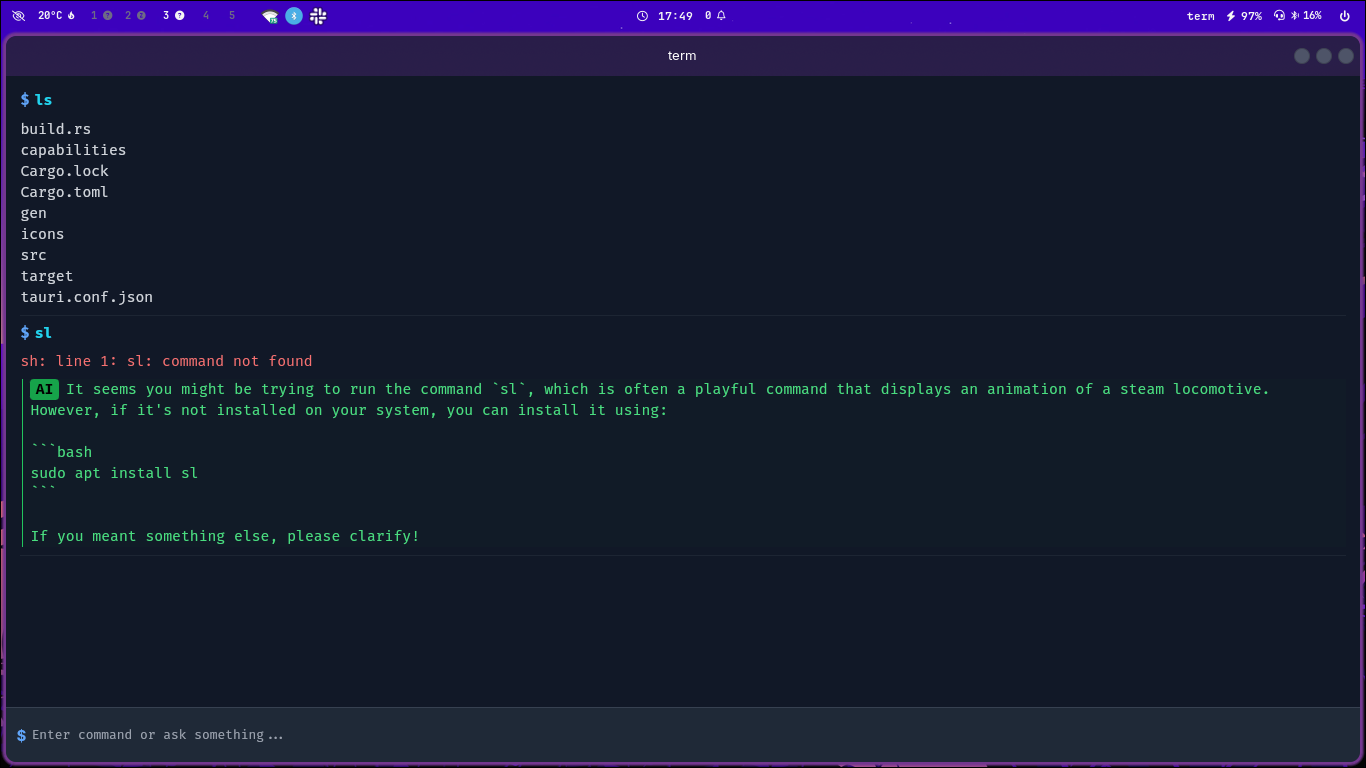 20°C 1 2 3 4 5 17:49 0 term 97% 16%
term
$ ls
build.rs
capabilities
Cargo.lock
Cargo.toml
gen
icons
src
target
tauri.conf.json
$ sl
sh: line 1: sl: command not found
AI It seems you might be trying to run the command `sl`, which is often a playful command that displays an animation of a steam locomotive.
However, if it's not installed on your system, you can install it using:
```bash
sudo apt install sl
```
If you meant something else, please clarify!
$ Enter command or ask something...